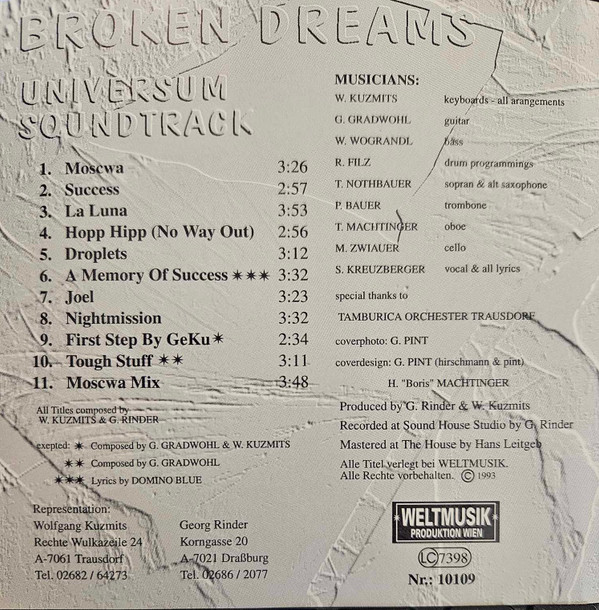 BROKEN DREAMS
UNIVERSUM
SOUNDTRACK
1. Moscwa 3:26
2. Success 2:57
3. La Luna 3:53
4. Hopp Hipp (No Way Out) 2:56
5. Droplets 3:12
6. A Memory Of Success ✶✶✶ 3:32
7. Joel 3:23
8. Nightmission 3:32
9. First Step By GeKu ✶ 2:34
10. Tough Stuff ✶✶ 3:11
11. Moscwa Mix 3:48
All Titles composed by
W. KUZMITS & G. RINDER
exepted: ✶ Composed by G. GRADWOHL & W. KUZMITS
✶✶ Composed by G. GRADWOHL
✶✶✶ Lyrics by DOMINO BLUE
Representation:
Wolfgang Kuzmits
Rechte Wulkazeile 24
A-7061 Trausdorf
Tel. 02682 / 64273
Georg Rinder
Korngasse 20
A-7021 Draßburg
Tel. 02686 / 2077
MUSICIANS:
W. KUZMITS keyboards - all arangements
G. GRADWOHL guitar
W. WOGRANDL bass
R. FILZ drum programmings
T. NOTHBAUER sopran & alt saxophone
P. BAUER trombone
T. MACHTINGER oboe
M. ZWIAUER cello
S. KREUZBERGER vocal & all lyrics
special thanks to
TAMBURICA ORCHESTER TRAUSDORF
coverphoto: G. PINT
coverdesign: G. PINT (hirschmann & pint)
H. "Boris" MACHTINGER
Produced by G. Rinder & W. Kuzmits
Recorded at Sound House Studio by G. Rinder
Mastered at The House by Hans Leitgeb
Alle Titel verlegt bei WELTMUSIK.
Alle Rechte vorbehalten. © 1993
WELTMUSIK
PRODUKTION WIEN
LC 7398
Nr.: 10109